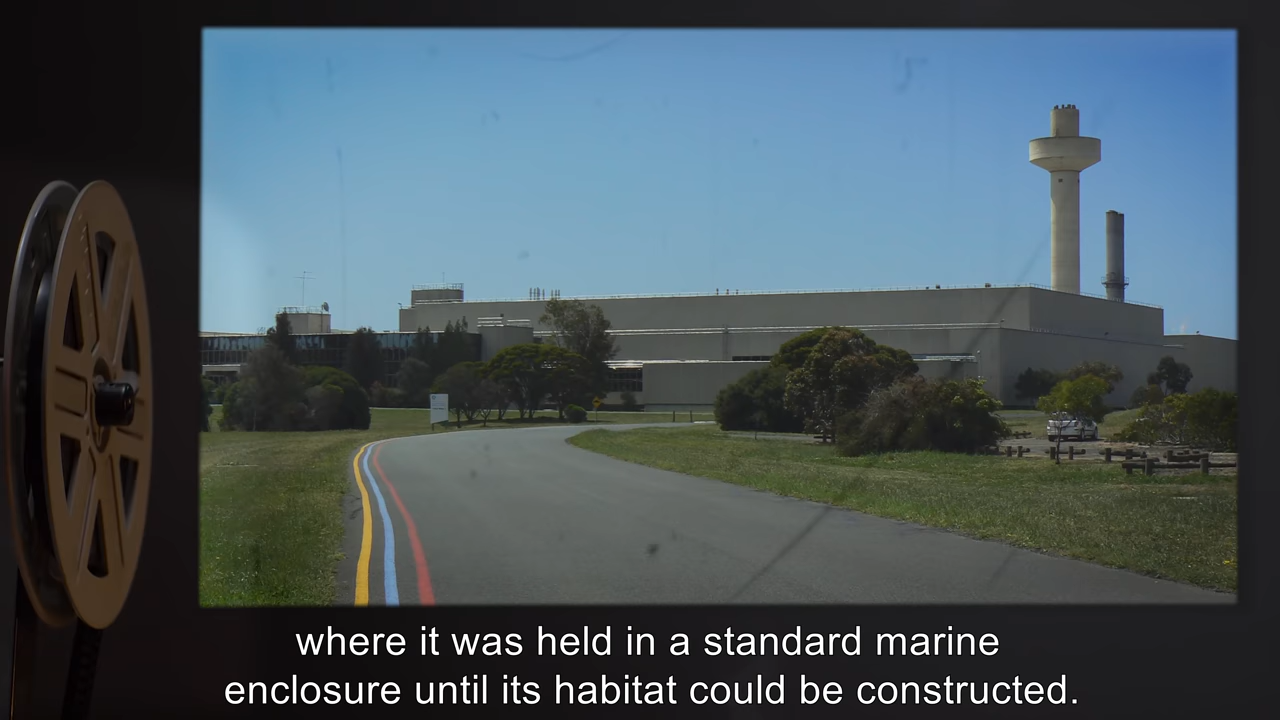 where it was held in a standard marine
enclosure until its habitat could be constructed.